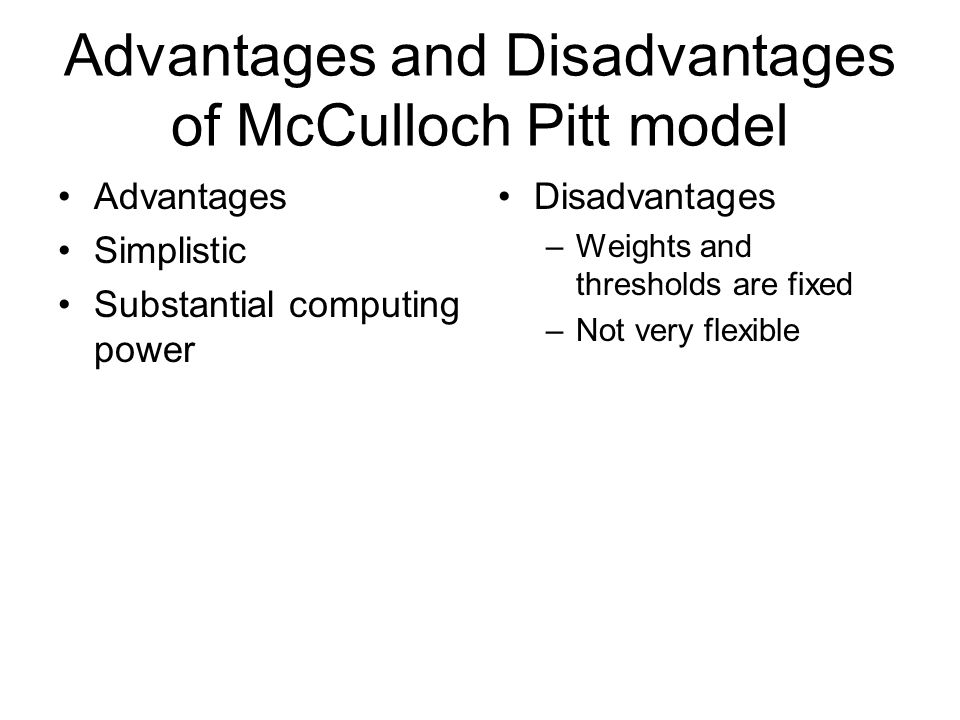 Advantages and Disadvantages
of McCulloch Pitt model
• Advantages
• Simplistic
• Substantial computing
power
• Disadvantages
– Weights and
thresholds are fixed
– Not very flexible